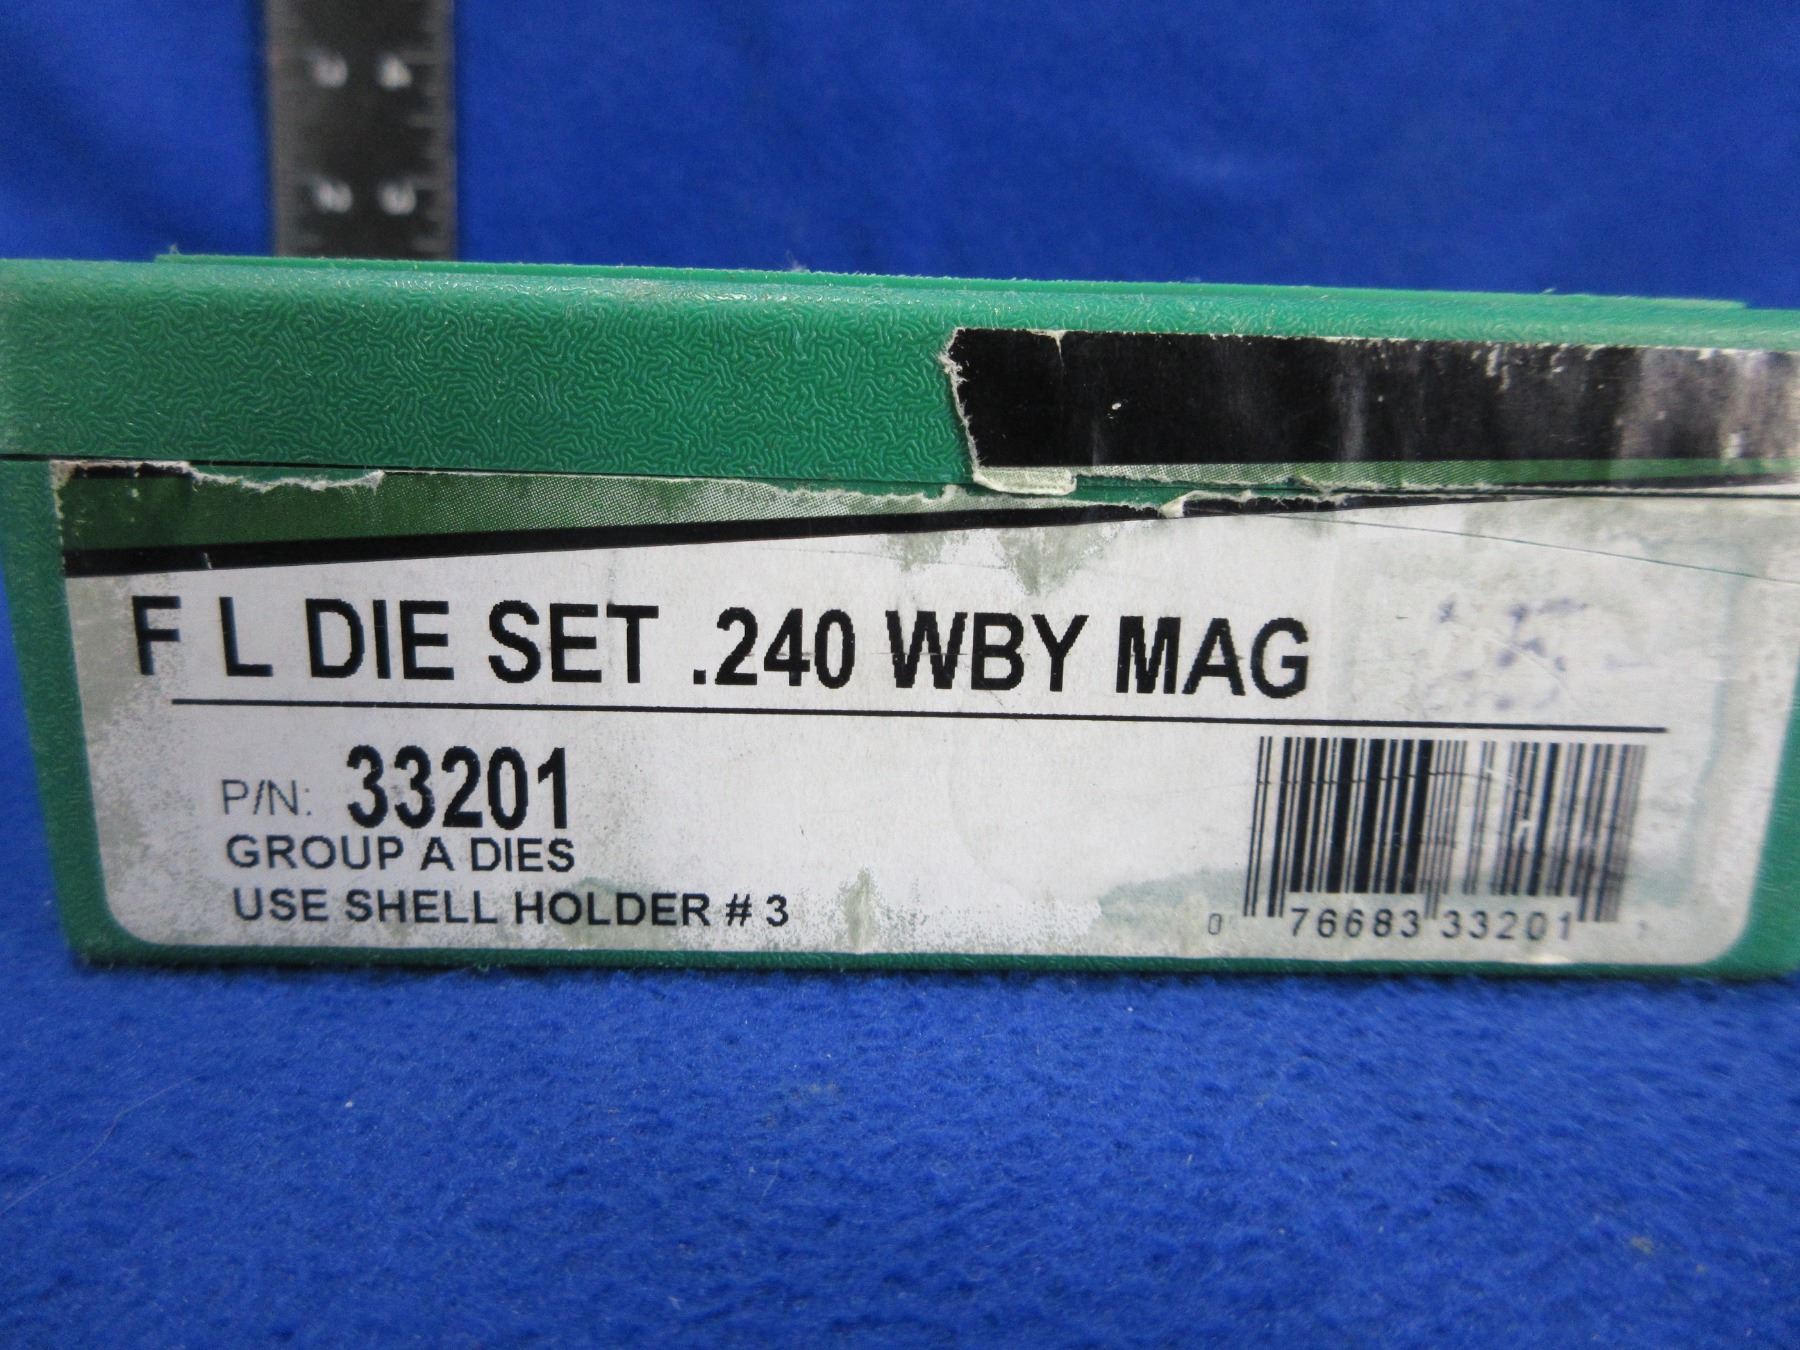 F L DIE SET .240 WBY MAG
P/N: 33201
GROUP A DIES
USE SHELL HOLDER # 3
0 76683 33201